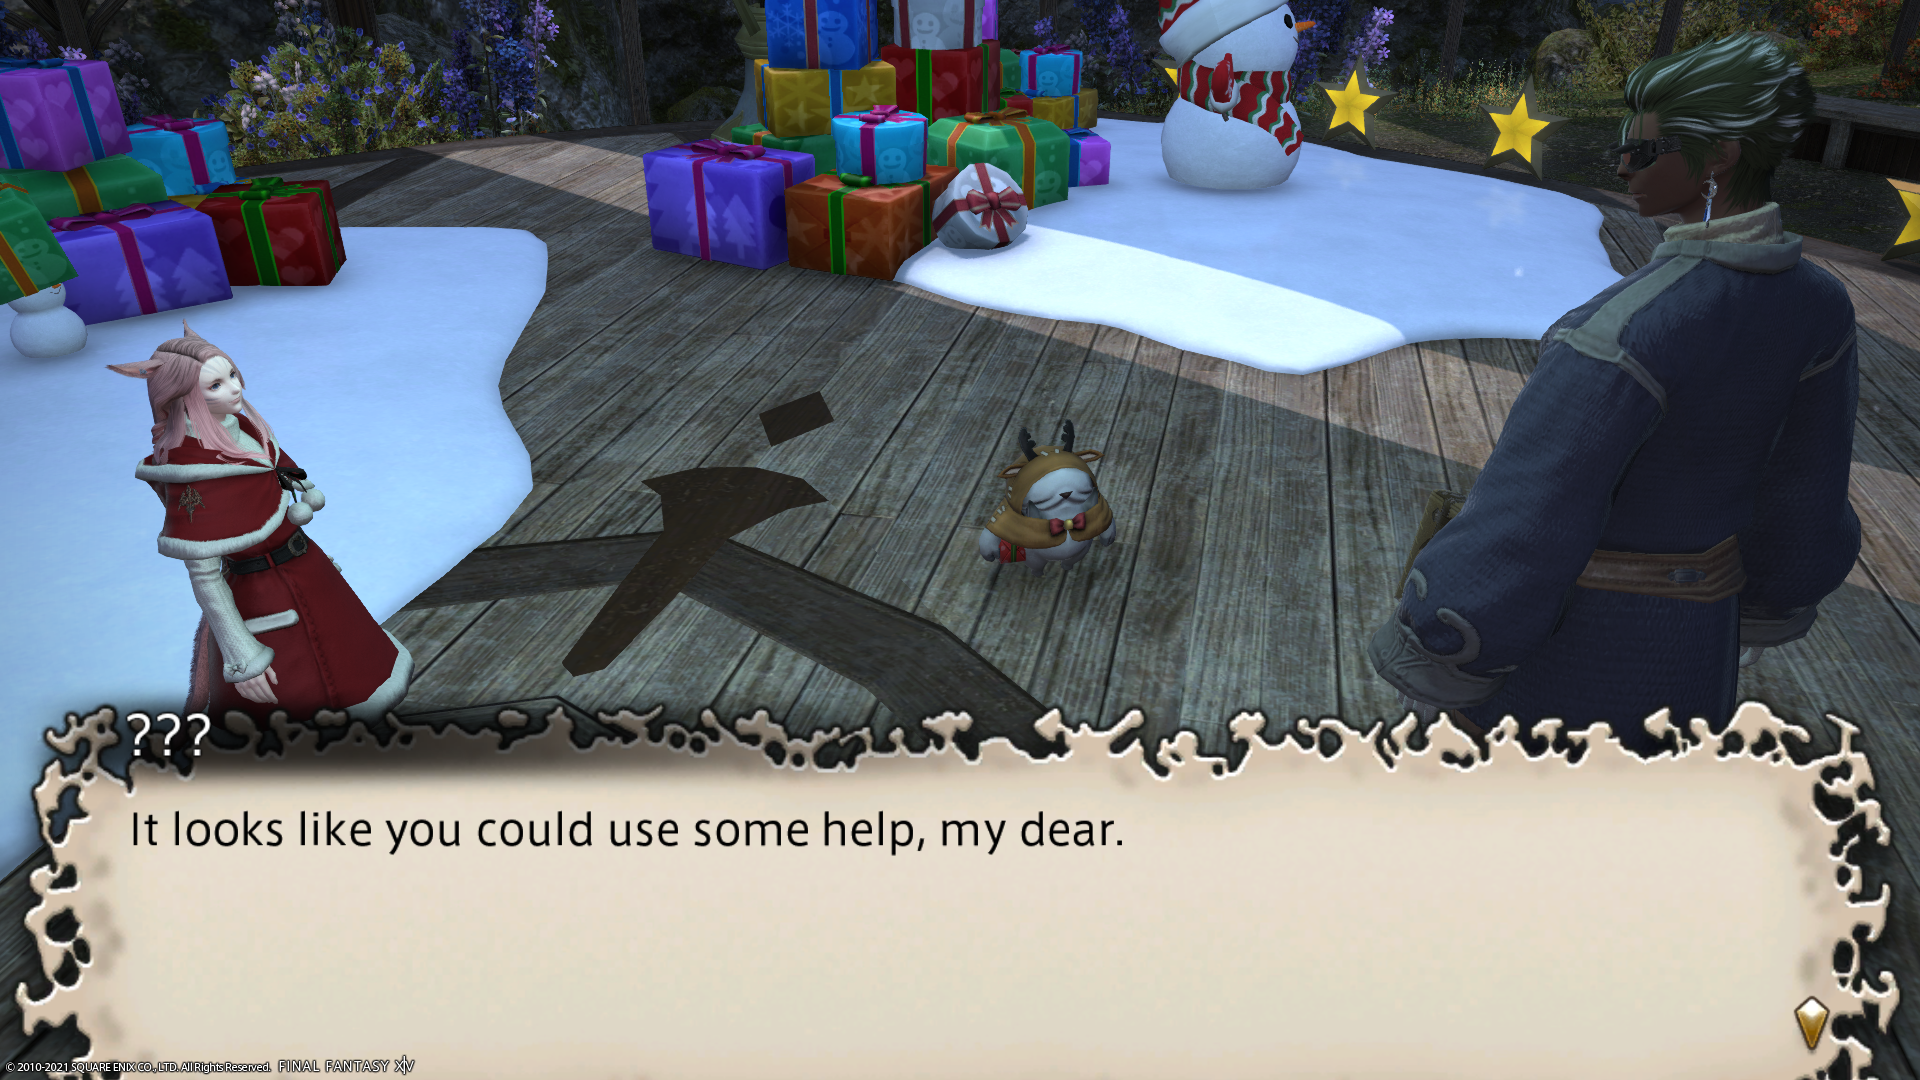 ???
It looks like you could use some help, my dear.
© 2010-2021 SQUARE ENIX CO., LTD. All Rights Reserved. FINAL FANTASY XIV